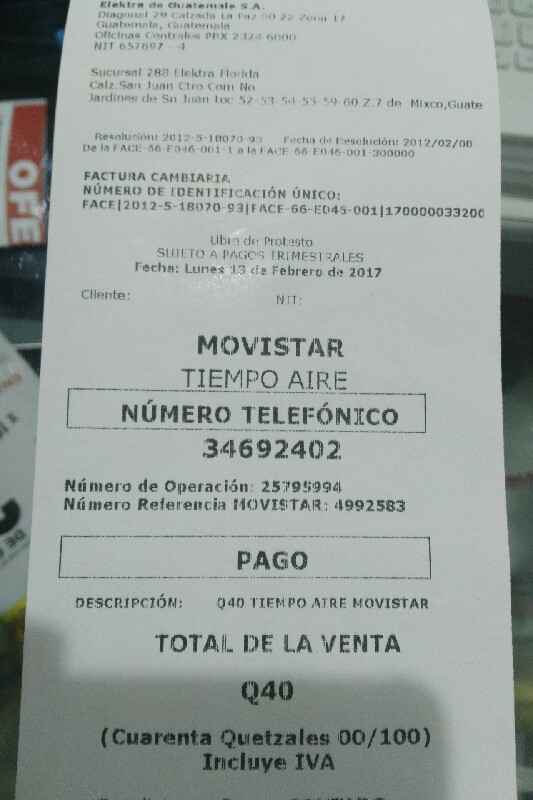 Elektra de Guatemala S.A.
Diagonal 29 Calzada La Paz 00 22 Zona 17
Guatemala, Guatemala
Oficinas Centrales PBX 2324 6000
NIT 657697 - 4
Sucursal 288 Elektra Florida
Calz.San Juan Ctro Com No
Jardines de Sn Juan Loc 52-53-54-55-59-60 Z.7 de Mixco,Guate
Resolución: 2012-5-18070-93 Fecha de Resolución: 2012/02/08
De la FACE-66-E046-001-1 a la FACE-66-E046-001-300000
FACTURA CAMBIARIA
NÚMERO DE IDENTIFICACIÓN ÚNICO:
FACE|2012-5-18070-93|FACE-66-E045-001|170000033200
Libre de Protesto
SUJETO A PAGOS TRIMESTRALES
Fecha: Lunes 13 de Febrero de 2017
Cliente: NIT:
MOVISTAR
TIEMPO AIRE
NÚMERO TELEFÓNICO
34692402
Número de Operación: 25795994
Número Referencia MOVISTAR: 4992583
PAGO
DESCRIPCIÓN: Q40 TIEMPO AIRE MOVISTAR
TOTAL DE LA VENTA
Q40
(Cuarenta Quetzales 00/100)
Incluye IVA
OFE